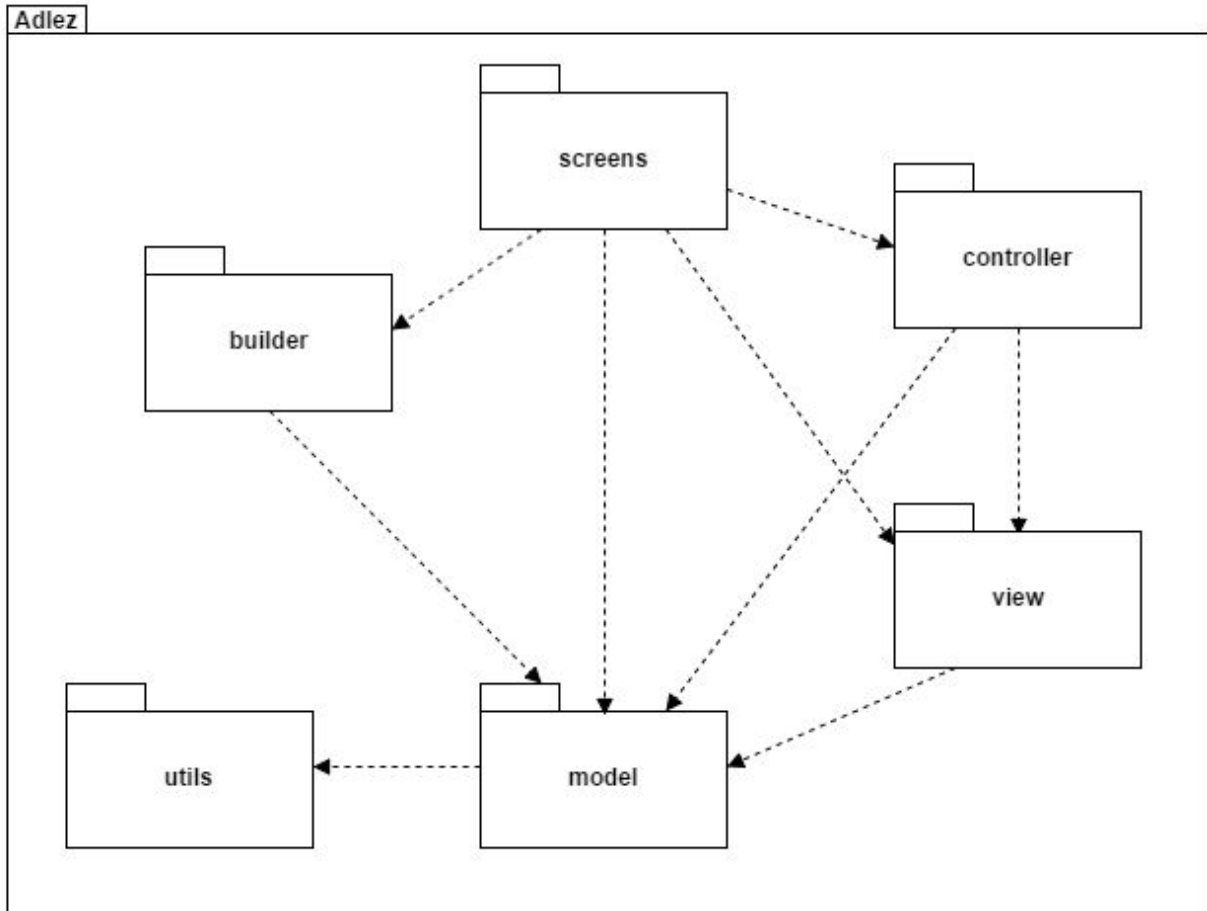 Adlez
screens
controller
builder
view
utils
model